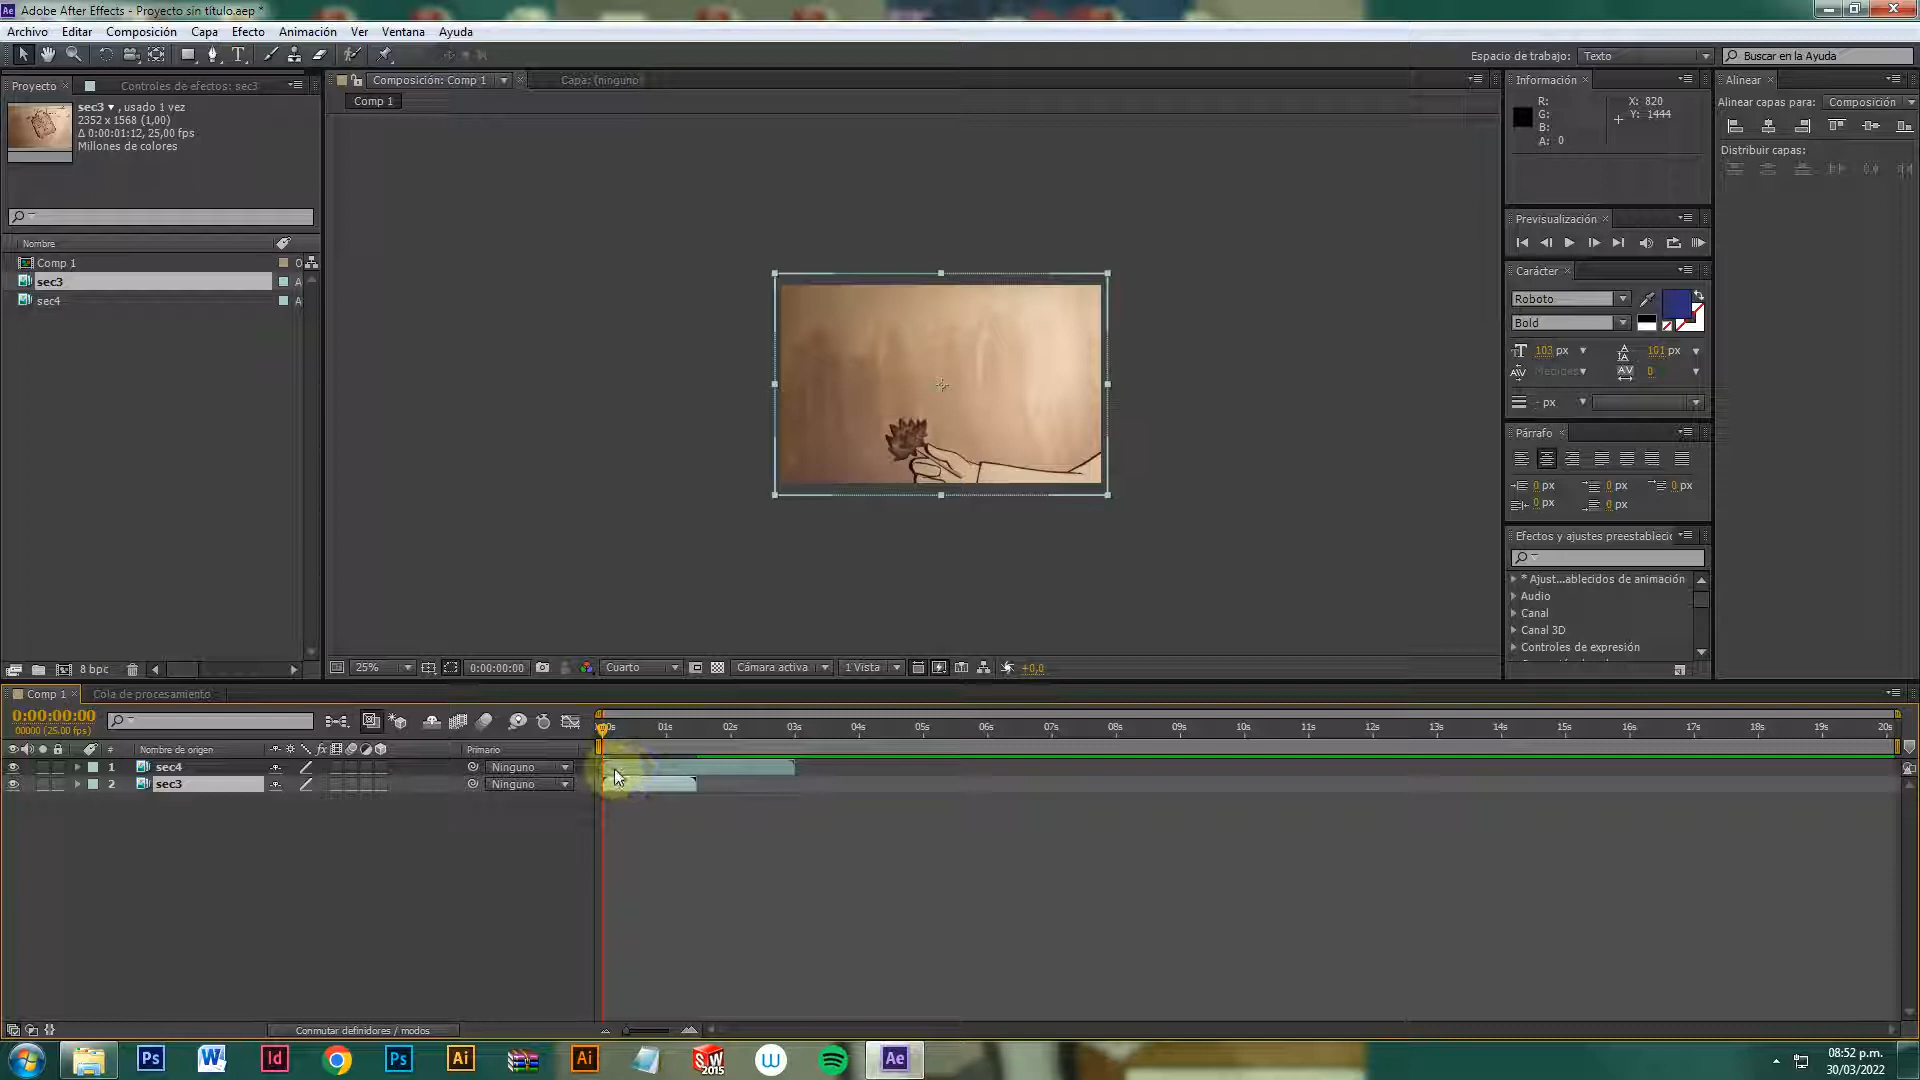 Adobe After Effects - Proyecto sin título.aep *
Archivo Editar Composición Capa Efecto Animación Ver Ventana Ayuda
Espacio de trabajo: Texto Buscar en la Ayuda
Proyecto Controles de efectos: sec3
Composición: Comp 1 Capa: (ninguno
Comp 1
sec3 , usado 1 vez
2352 x 1568 (1,00)
Δ 0:00:01:12, 25,00 fps
Millones de colores
Nombre
Comp 1
sec3 A
sec4 A
8 bpc
25% 0:00:00:00 Cuarto Cámara activa 1 Vista +0,0
Información
R: X: 820
G: Y: 1444
B:
A: 0
Previsualización
Carácter
Roboto
Bold
103 px 101 px
0
- px
Párrafo
0 px 0 px 0 px
0 px 0 px
Efectos y ajustes preestableci
* Ajust...ablecidos de animación
Audio
Canal
Canal 3D
Controles de expresión
Alinear
Alinear capas para: Composición
Distribuir capas:
Comp 1 Cola de procesamiento
0:00:00:00
00000 (25.00 fps)
01s 02s 03s 04s 05s 06s 07s 08s 09s 10s 11s 12s 13s 14s 15s 16s 17s 18s 19s 20s
# Nombre de origen fx Primario
1 sec4 Ninguno
2 sec3 Ninguno
Conmutar definidores / modos
Ps W Id Ps Ai Ai SW 2015 W Ae
08:52 p.m.
30/03/2022